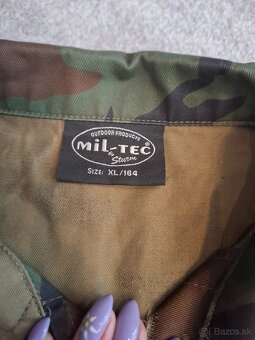 OUTDOOR PRODUCTS
MiL-TEC®
by Sturm
SIZE: XL/164
Bazos.sk